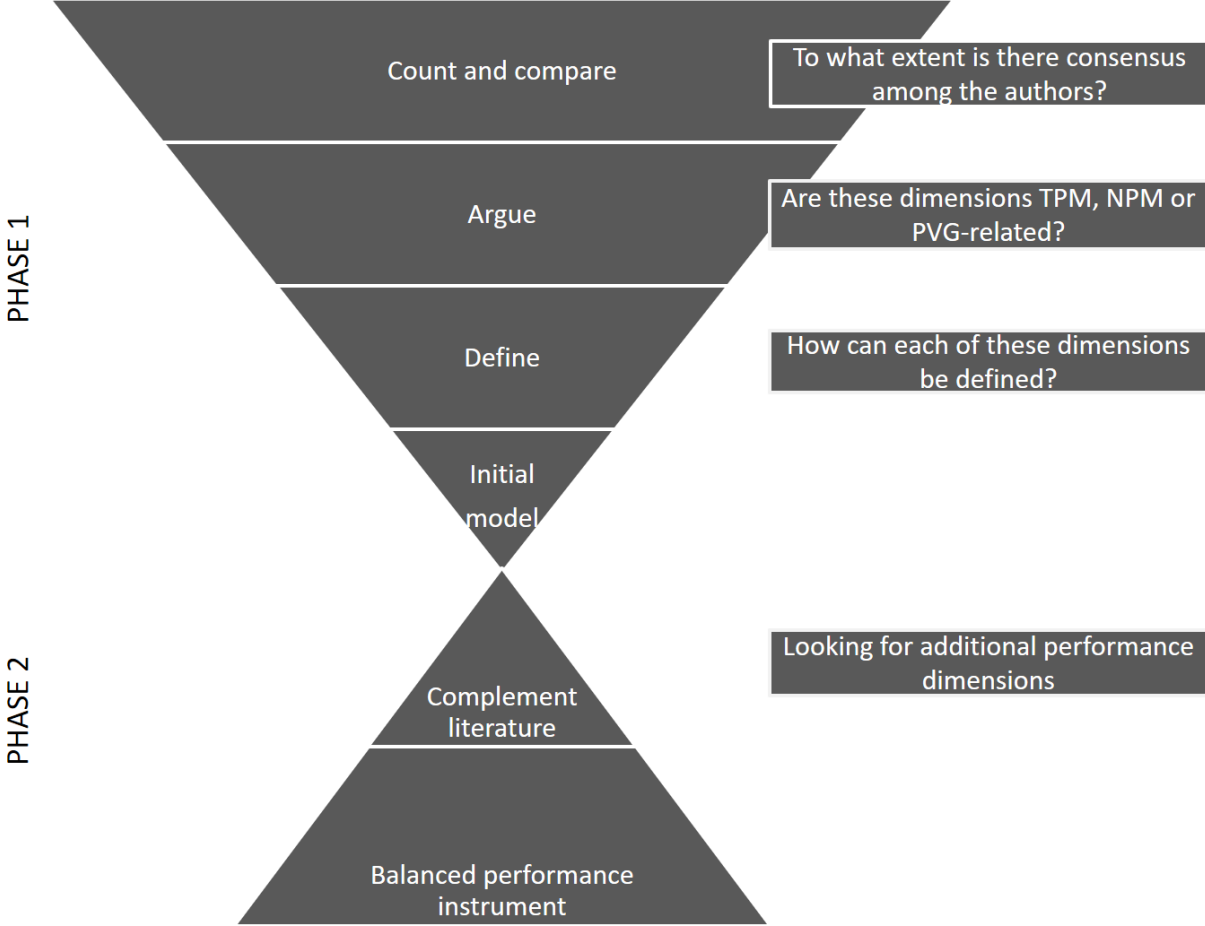 Count and compare
To what extent is there consensus
among the authors?
PHASE 1
Argue
Are these dimensions TPM, NPM or
PVG-related?
Define
How can each of these dimensions
be defined?
Initial
model
PHASE 2
Complement
literature
Looking for additional performance
dimensions
Balanced performance
instrument